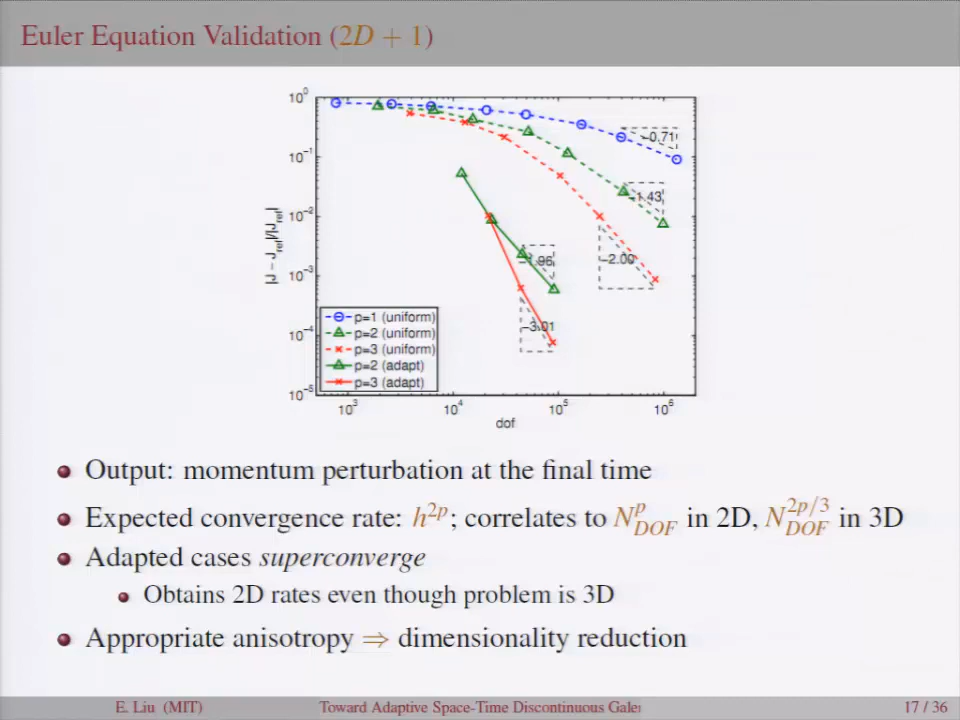 Euler Equation Validation (2D + 1)
10^0
10^-1
10^-2
10^-3
10^-4
10^-5
|J − J_ref|/|J_ref|
−0.71
−1.43
−2.00
−1.96
−3.01
p=1 (uniform)
p=2 (uniform)
p=3 (uniform)
p=2 (adapt)
p=3 (adapt)
10^3 10^4 10^5 10^6
dof
Output: momentum perturbation at the final time
Expected convergence rate: h^{2p}; correlates to N_{DOF}^{p} in 2D, N_{DOF}^{2p/3} in 3D
Adapted cases superconverge
Obtains 2D rates even though problem is 3D
Appropriate anisotropy ⇒ dimensionality reduction
E. Liu (MIT) Toward Adaptive Space-Time Discontinuous Galer 17 / 36